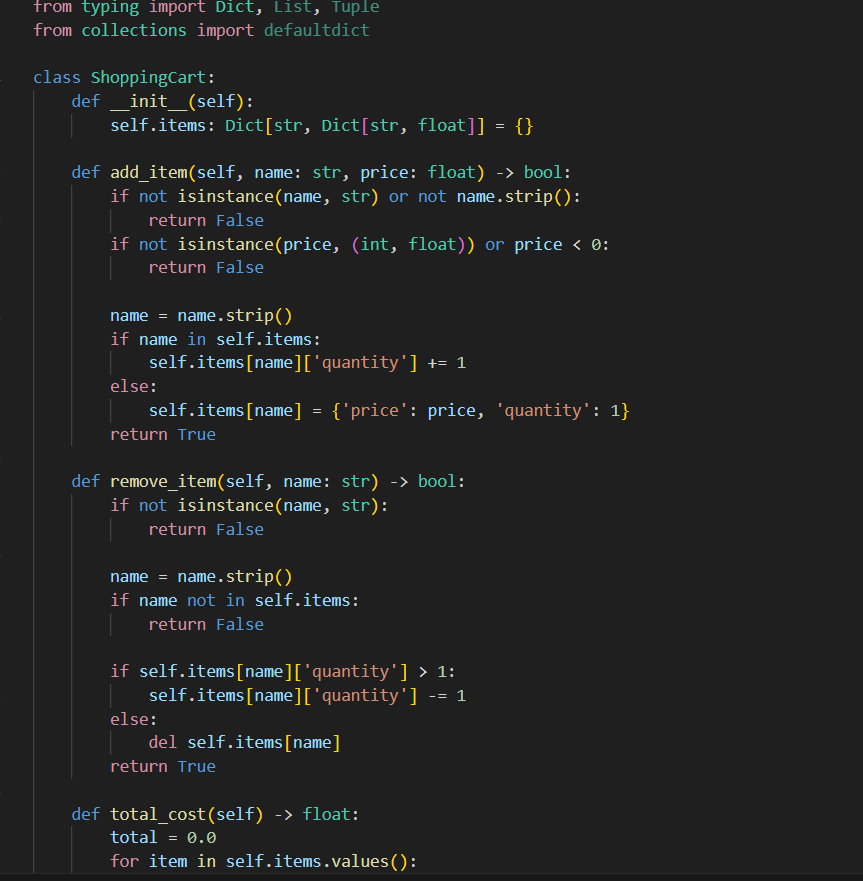 from typing import Dict, List, Tuple
from collections import defaultdict

class ShoppingCart:
    def __init__(self):
        self.items: Dict[str, Dict[str, float]] = {}

    def add_item(self, name: str, price: float) -> bool:
        if not isinstance(name, str) or not name.strip():
            return False
        if not isinstance(price, (int, float)) or price < 0:
            return False

        name = name.strip()
        if name in self.items:
            self.items[name]['quantity'] += 1
        else:
            self.items[name] = {'price': price, 'quantity': 1}
        return True

    def remove_item(self, name: str) -> bool:
        if not isinstance(name, str):
            return False

        name = name.strip()
        if name not in self.items:
            return False

        if self.items[name]['quantity'] > 1:
            self.items[name]['quantity'] -= 1
        else:
            del self.items[name]
        return True

    def total_cost(self) -> float:
        total = 0.0
        for item in self.items.values():